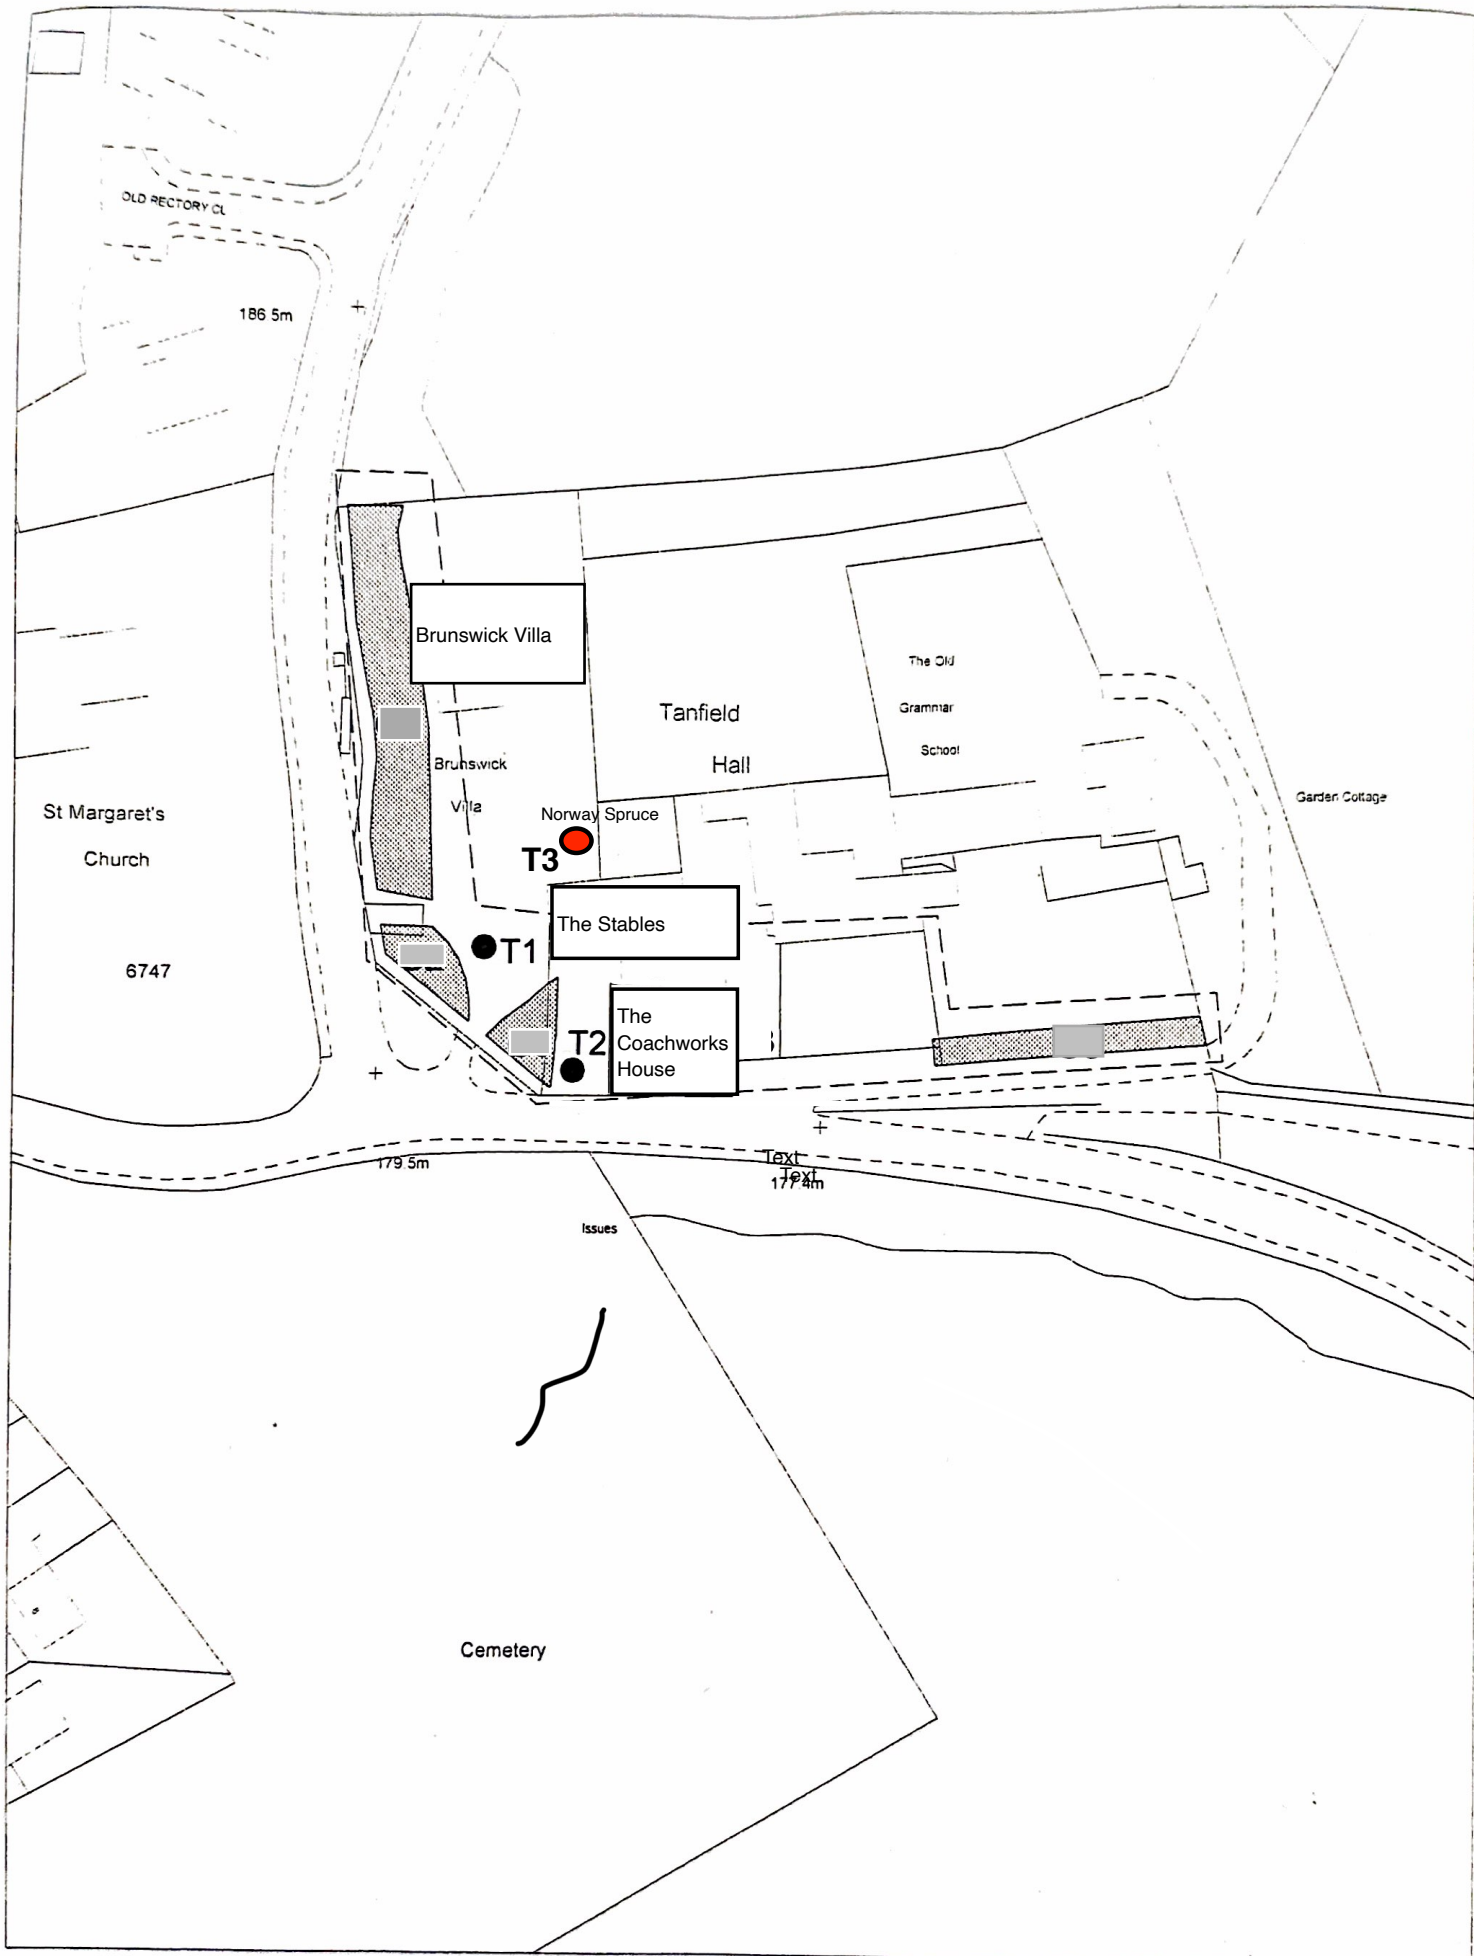 OLD RECTORY CL
186 5m
Brunswick Villa
The Old
Grammar
School
Tanfield
Hall
Brunswick
Villa
Garden Cottage
St Margaret's
Church
Norway Spruce
T3
The Stables
T1
6747
The
Coachworks
House
T2
179.5m
Text
Text
177.4m
Issues
Cemetery